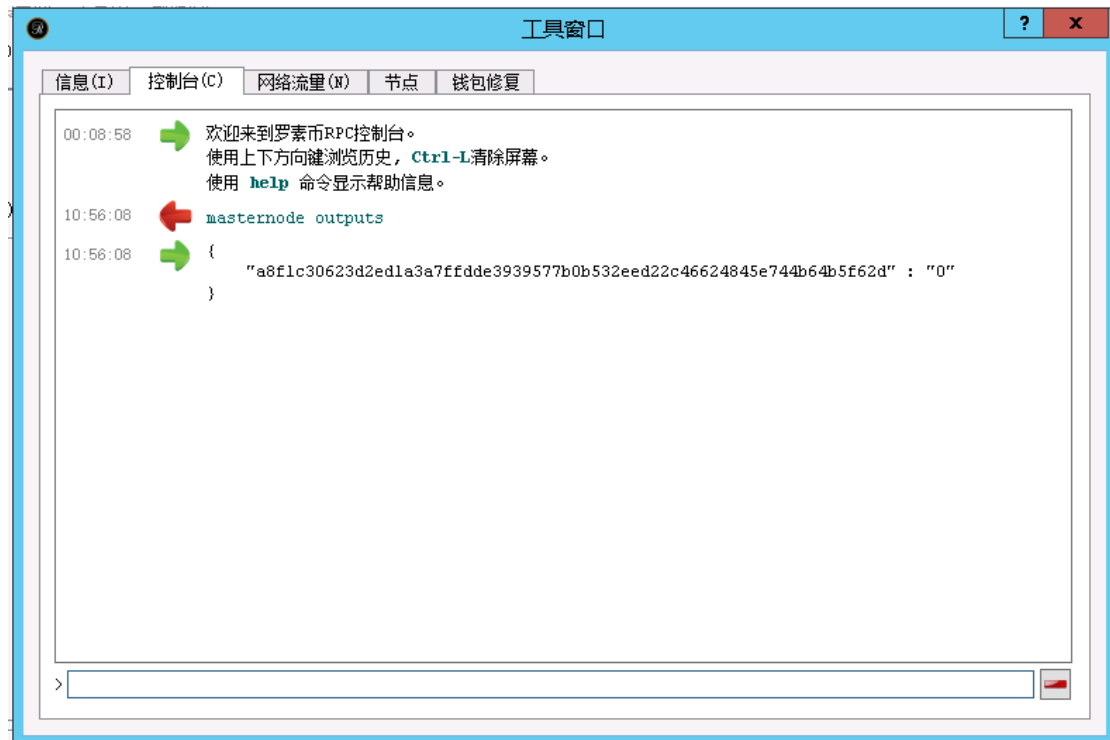 工具窗口
?
x
信息(I)
控制台(C)
网络流量(N)
节点
钱包修复
00:08:58
欢迎来到罗素币RPC控制台。
使用上下方向键浏览历史, Ctrl-L清除屏幕。
使用 help 命令显示帮助信息。
10:56:08
masternode outputs
10:56:08
{
"a8f1c30623d2ed1a3a7ffdde3939577b0b532eed22c46624845e744b64b5f62d" : "0"
}
>